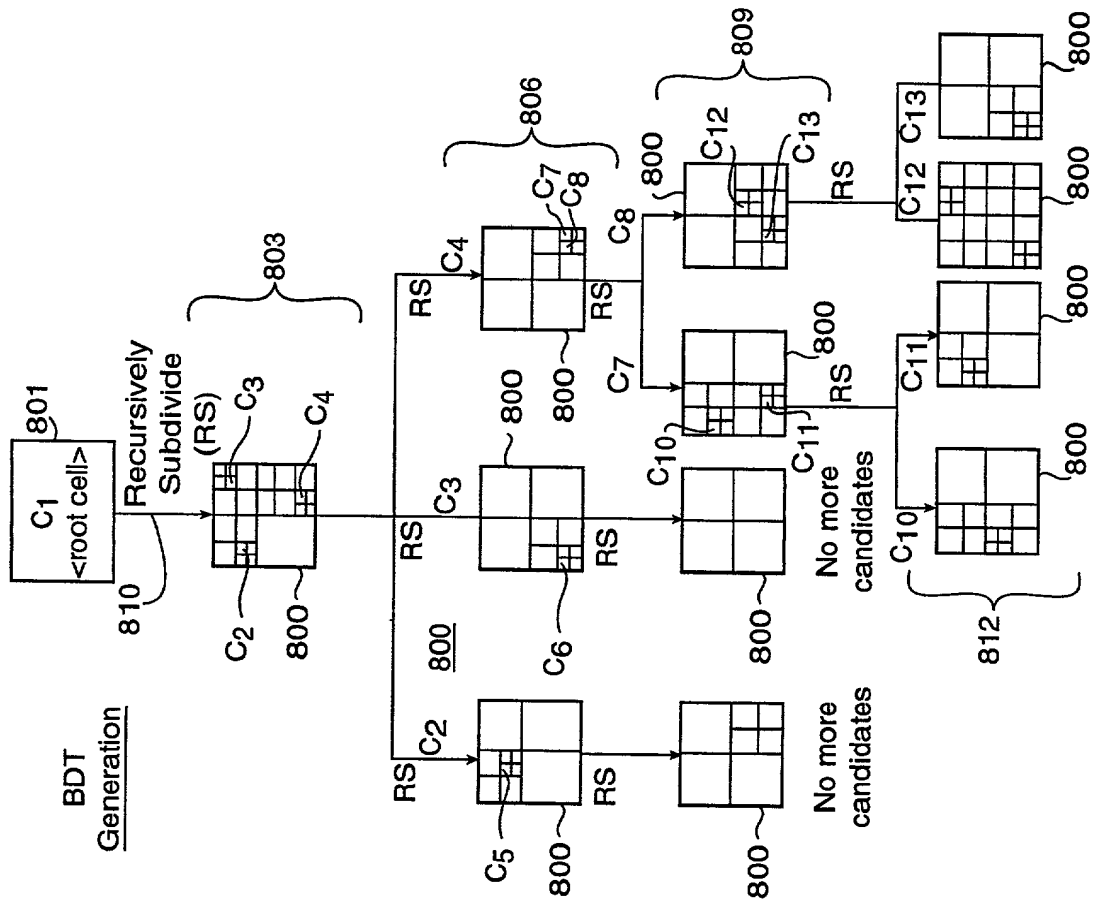 BDT
Generation
C1
<root cell>
801
810
Recursively
Subdivide
(RS)
803
C2
C3
C4
800
RS
C2
RS
C3
RS
C4
806
800
C5
800
RS
800
C6
RS
800
C7
C8
RS
800
No more
candidates
800
No more
candidates
C7
C8
809
C10
C11
800
RS
800
C12
C13
RS
C10
C11
C12
C13
812
800
800
800
800